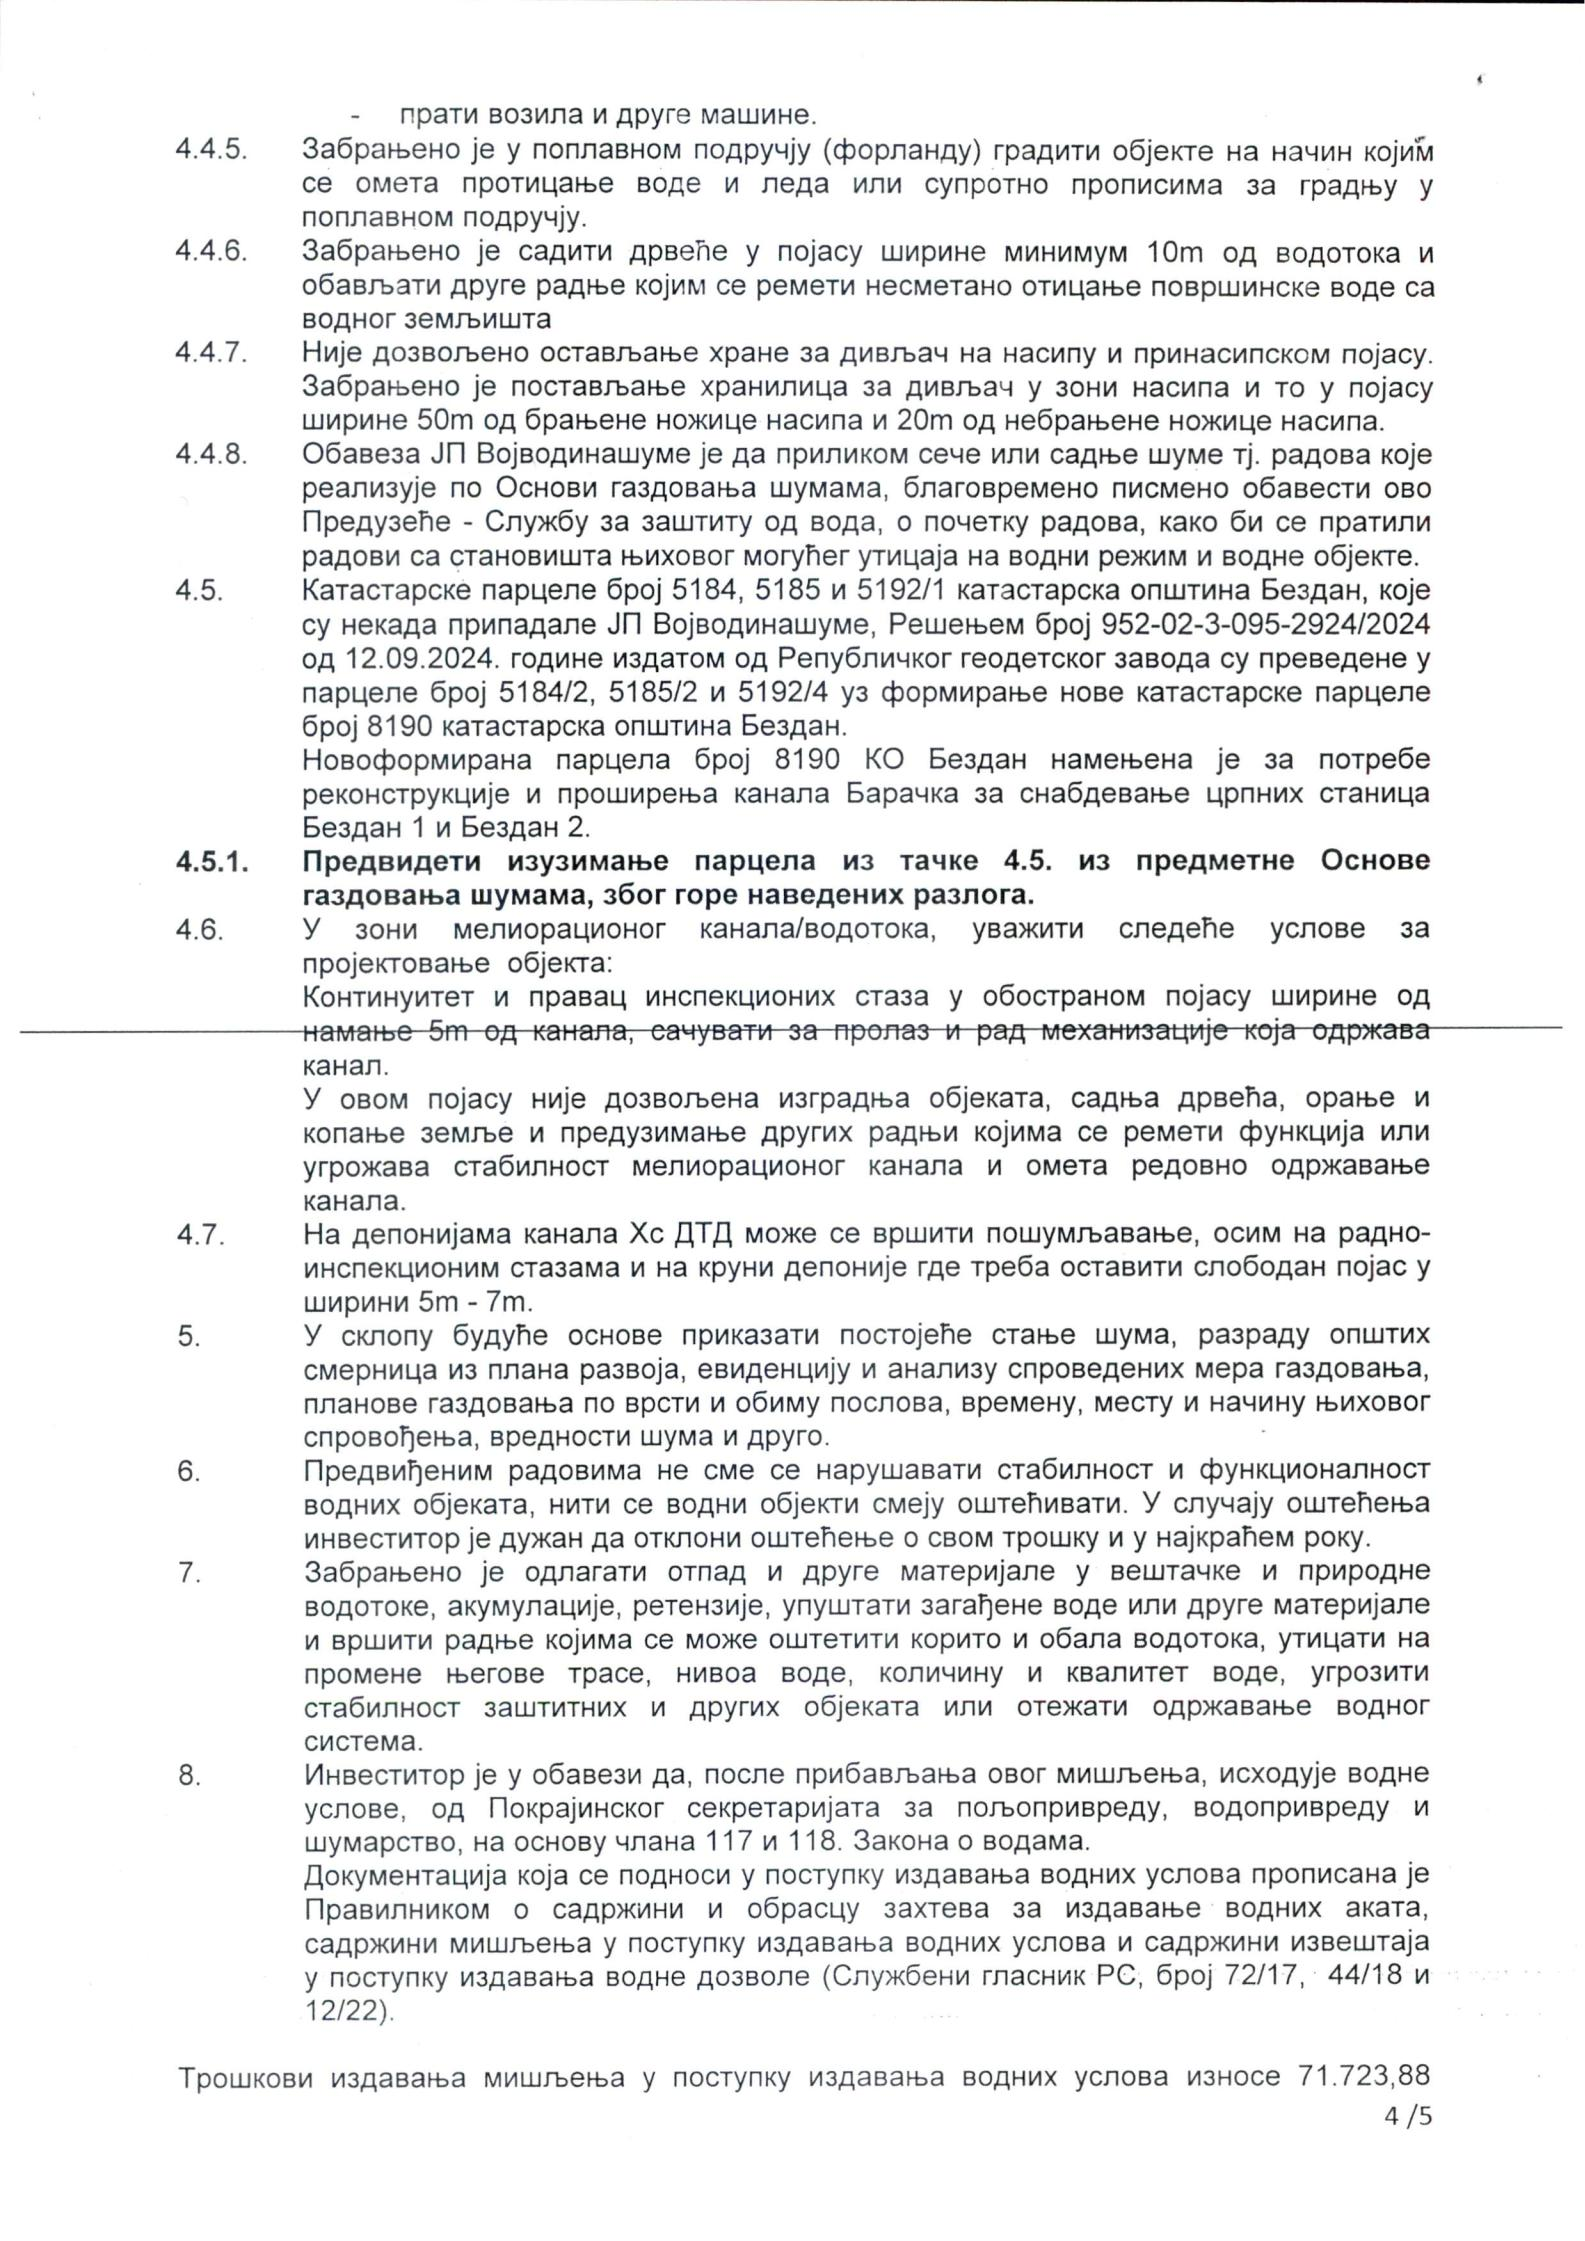 - прати возила и друге машине.
4.4.5. Забрањено је у поплавном подручју (форланду) градити објекте на начин којим
се омета протицање воде и леда или супротно прописима за градњу у
поплавном подручју.
4.4.6. Забрањено је садити дрвеће у појасу ширине минимум 10m од водотока и
обављати друге радње којим се ремети несметано отицање површинске воде са
водног земљишта
4.4.7. Није дозвољено остављање хране за дивљач на насипу и принасипском појасу.
Забрањено је постављање хранилица за дивљач у зони насипа и то у појасу
ширине 50m од брањене ножице насипа и 20m од небрањене ножице насипа.
4.4.8. Обавеза ЈП Војводинашуме је да приликом сече или садње шуме тј. радова које
реализује по Основи газдовања шумама, благовремено писмено обавести ово
Предузеће - Службу за заштиту од вода, о почетку радова, како би се пратили
радови са становишта њиховог могућег утицаја на водни режим и водне објекте.
4.5. Катастарске парцеле број 5184, 5185 и 5192/1 катастарска општина Бездан, које
су некада припадале ЈП Војводинашуме, Решењем број 952-02-3-095-2924/2024
од 12.09.2024. године издатом од Републичког геодетског завода су преведене у
парцеле број 5184/2, 5185/2 и 5192/4 уз формирање нове катастарске парцеле
број 8190 катастарска општина Бездан.
Новоформирана парцела број 8190 КО Бездан намењена је за потребе
реконструкције и проширења канала Барачка за снабдевање црпних станица
Бездан 1 и Бездан 2.
4.5.1. Предвидети изузимање парцела из тачке 4.5. из предметне Основе
газдовања шумама, због горе наведених разлога.
4.6. У зони мелиорационог канала/водотока, уважити следеће услове за
пројектовање објекта:
Континуитет и правац инспекционих стаза у обостраном појасу ширине од
намање 5m од канала, сачувати за пролаз и рад механизације која одржава
канал.
У овом појасу није дозвољена изградња објеката, садња дрвећа, орање и
копање земље и предузимање других радњи којима се ремети функција или
угрожава стабилност мелиорационог канала и омета редовно одржавање
канала.
4.7. На депонијама канала Хс ДТД може се вршити пошумљавање, осим на радно-
инспекционим стазама и на круни депоније где треба оставити слободан појас у
ширини 5m - 7m.
5. У склопу будуће основе приказати постојеће стање шума, разраду општих
смерница из плана развоја, евиденцију и анализу спроведених мера газдовања,
планове газдовања по врсти и обиму послова, времену, месту и начину њиховог
спровођења, вредности шума и друго.
6. Предвиђеним радовима не сме се нарушавати стабилност и функционалност
водних објеката, нити се водни објекти смеју оштећивати. У случају оштећења
инвеститор је дужан да отклони оштећење о свом трошку и у најкраћем року.
7. Забрањено је одлагати отпад и друге материјале у вештачке и природне
водотоке, акумулације, ретензије, упуштати загађене воде или друге материјале
и вршити радње којима се може оштетити корито и обала водотока, утицати на
промене његове трасе, нивоа воде, количину и квалитет воде, угрозити
стабилност заштитних и других објеката или отежати одржавање водног
система.
8. Инвеститор је у обавези да, после прибављања овог мишљења, исходује водне
услове, од Покрајинског секретаријата за пољопривреду, водопривреду и
шумарство, на основу члана 117 и 118. Закона о водама.
Документација која се подноси у поступку издавања водних услова прописана је
Правилником о садржини и обрасцу захтева за издавање водних аката,
садржини мишљења у поступку издавања водних услова и садржини извештаја
у поступку издавања водне дозволе (Службени гласник РС, број 72/17, 44/18 и
12/22).
Трошкови издавања мишљења у поступку издавања водних услова износе 71.723,88
4 /5